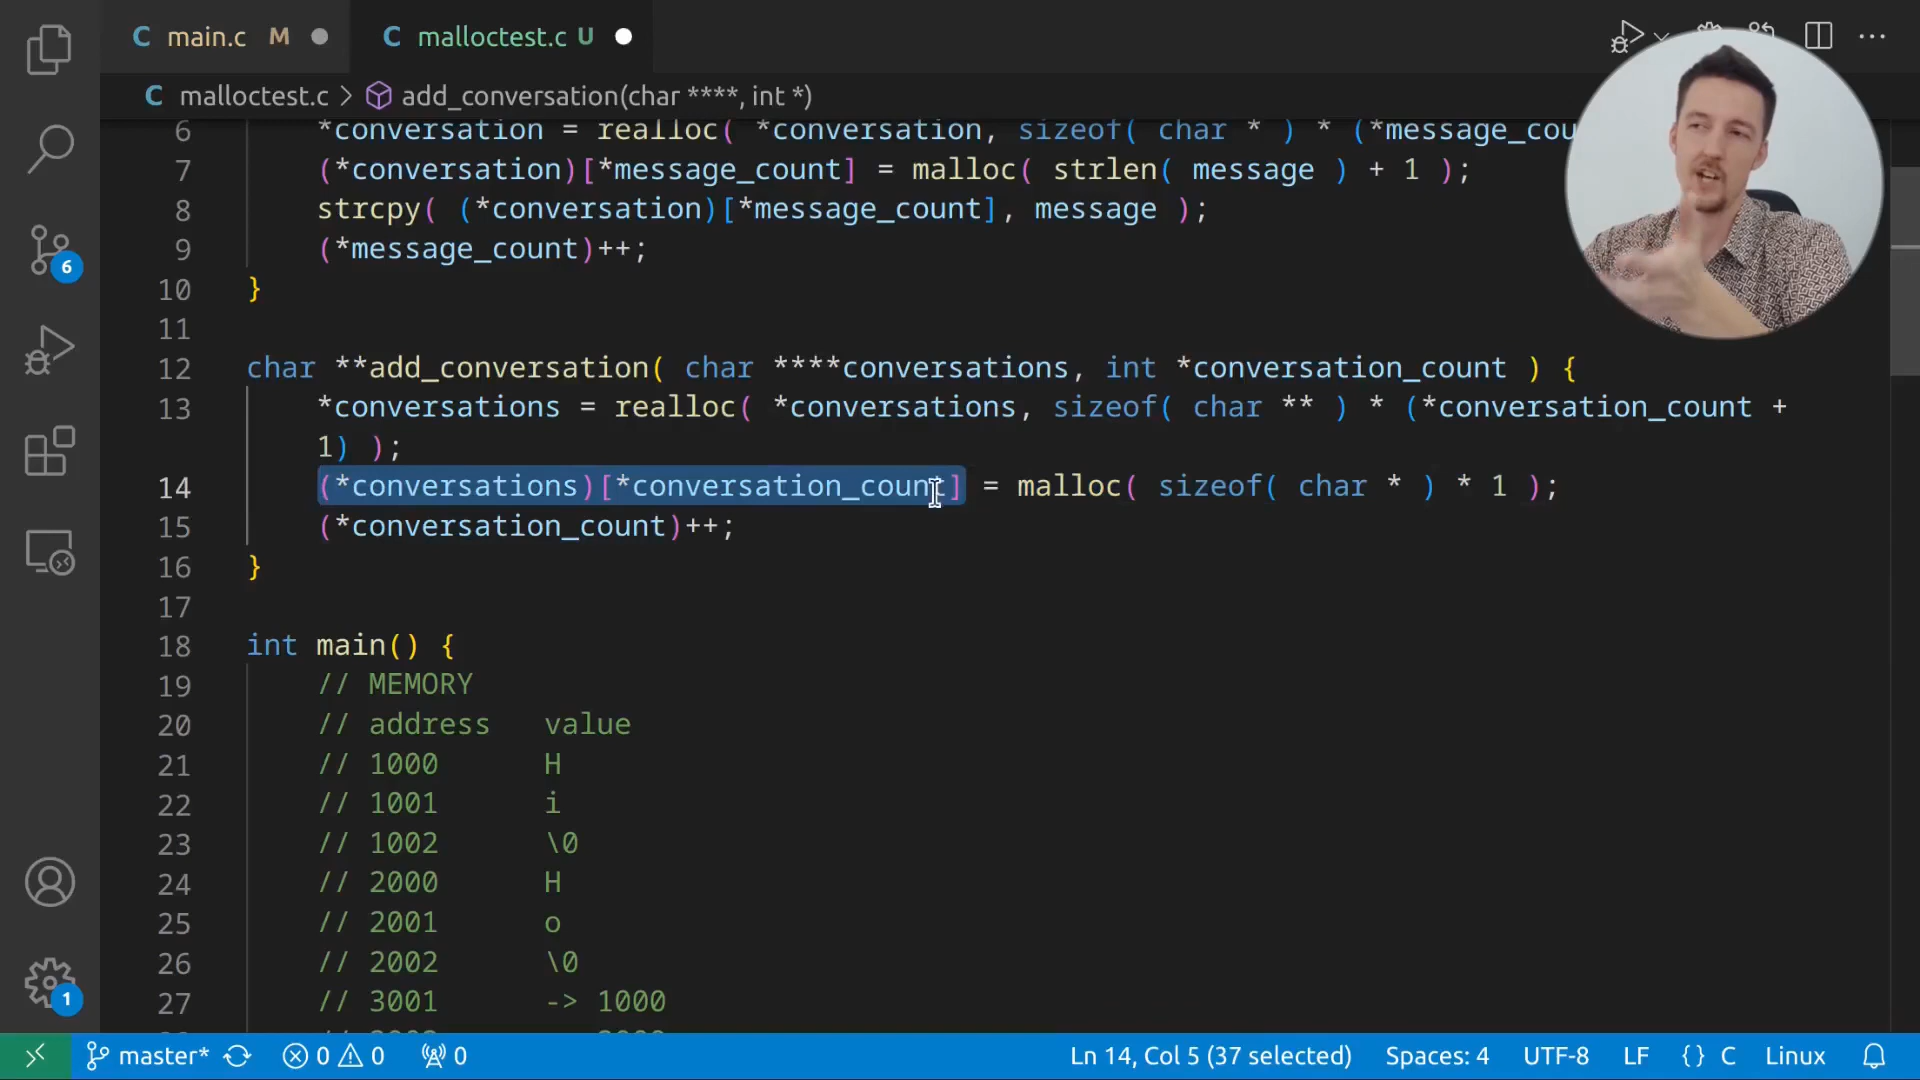 main.c M
malloctest.c U
malloctest.c > add_conversation(char ****, int *)
6 *conversation = realloc( *conversation, sizeof( char * ) * (*message_cou
7 (*conversation)[*message_count] = malloc( strlen( message ) + 1 );
8 strcpy( (*conversation)[*message_count], message );
9 (*message_count)++;
10 }
11
12 char **add_conversation( char ****conversations, int *conversation_count ) {
13 *conversations = realloc( *conversations, sizeof( char ** ) * (*conversation_count +
1) );
14 (*conversations)[*conversation_count] = malloc( sizeof( char * ) * 1 );
15 (*conversation_count)++;
16 }
17
18 int main() {
19 // MEMORY
20 // address value
21 // 1000 H
22 // 1001 i
23 // 1002 \0
24 // 2000 H
25 // 2001 o
26 // 2002 \0
27 // 3001 -> 1000
6
1
master* 0 0 0 Ln 14, Col 5 (37 selected) Spaces: 4 UTF-8 LF {} C Linux